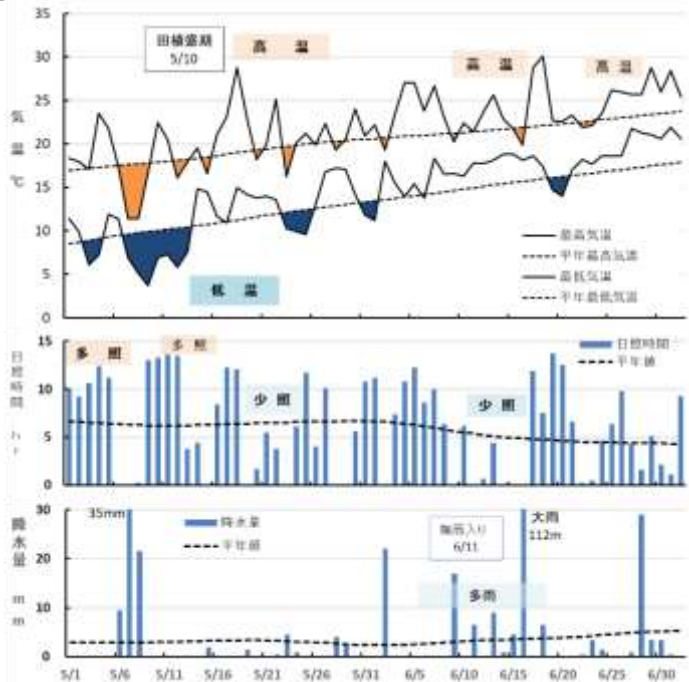 35
30
25
20
15
10
5
0
気温 ℃
田植盛期
5/10
高 温
高 温
高 温
低 温
最高気温
平年最高気温
最低気温
平年最低気温
15
10
5
0
日照時間 hr
多 照
多 照
少 照
少 照
日照時間
平年値
30
20
10
0
降水量 mm
35mm
降水量
平年値
梅雨入り
6/11
大雨
112m
多雨
5/1 5/6 5/11 5/16 5/21 5/26 5/31 6/5 6/10 6/15 6/20 6/25 6/30